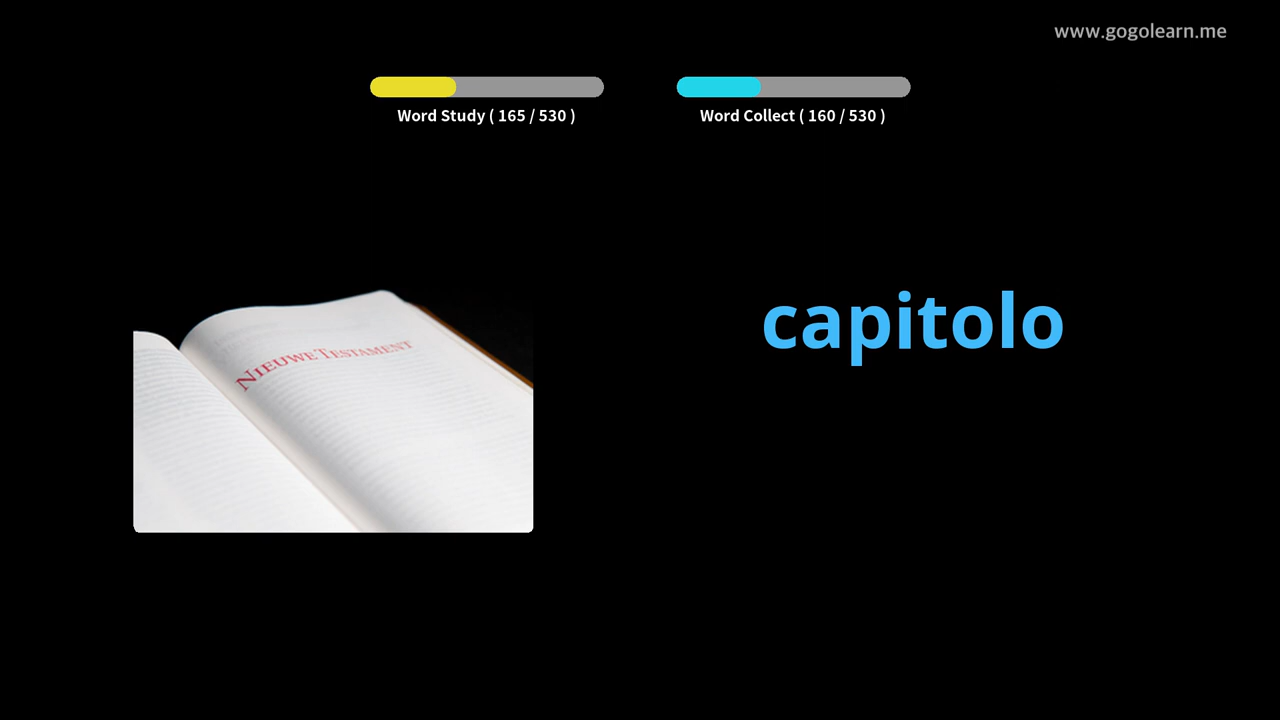 www.gogolearn.me
Word Study ( 165 / 530 )
Word Collect ( 160 / 530 )
NIEUWE TESTAMENT
capitolo